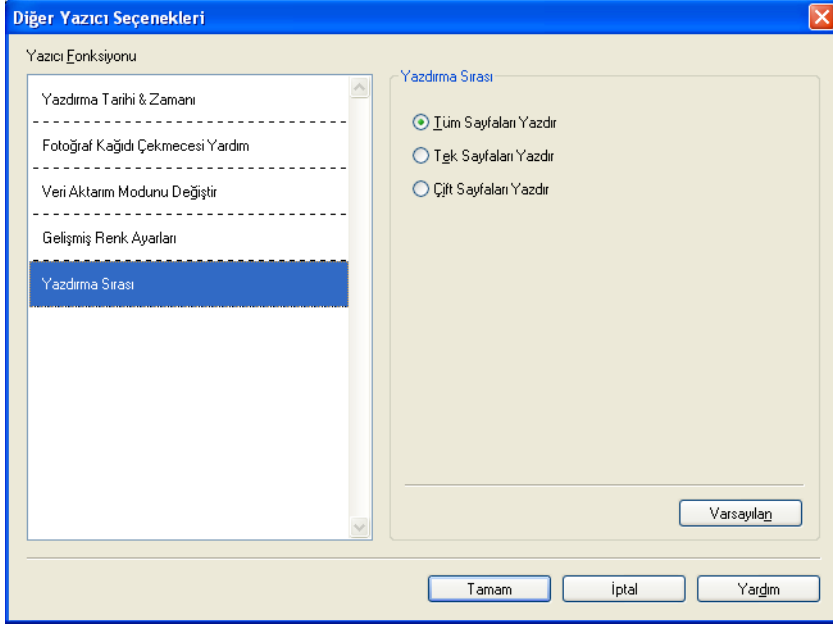 Diğer Yazıcı Seçenekleri
Yazıcı Fonksiyonu
Yazdırma Tarihi & Zamanı
Fotoğraf Kağıdı Çekmecesi Yardım
Veri Aktarım Modunu Değiştir
Gelişmiş Renk Ayarları
Yazdırma Sırası
Yazdırma Sırası
Tüm Sayfaları Yazdır
Tek Sayfaları Yazdır
Çift Sayfaları Yazdır
Varsayılan
Tamam
İptal
Yardım